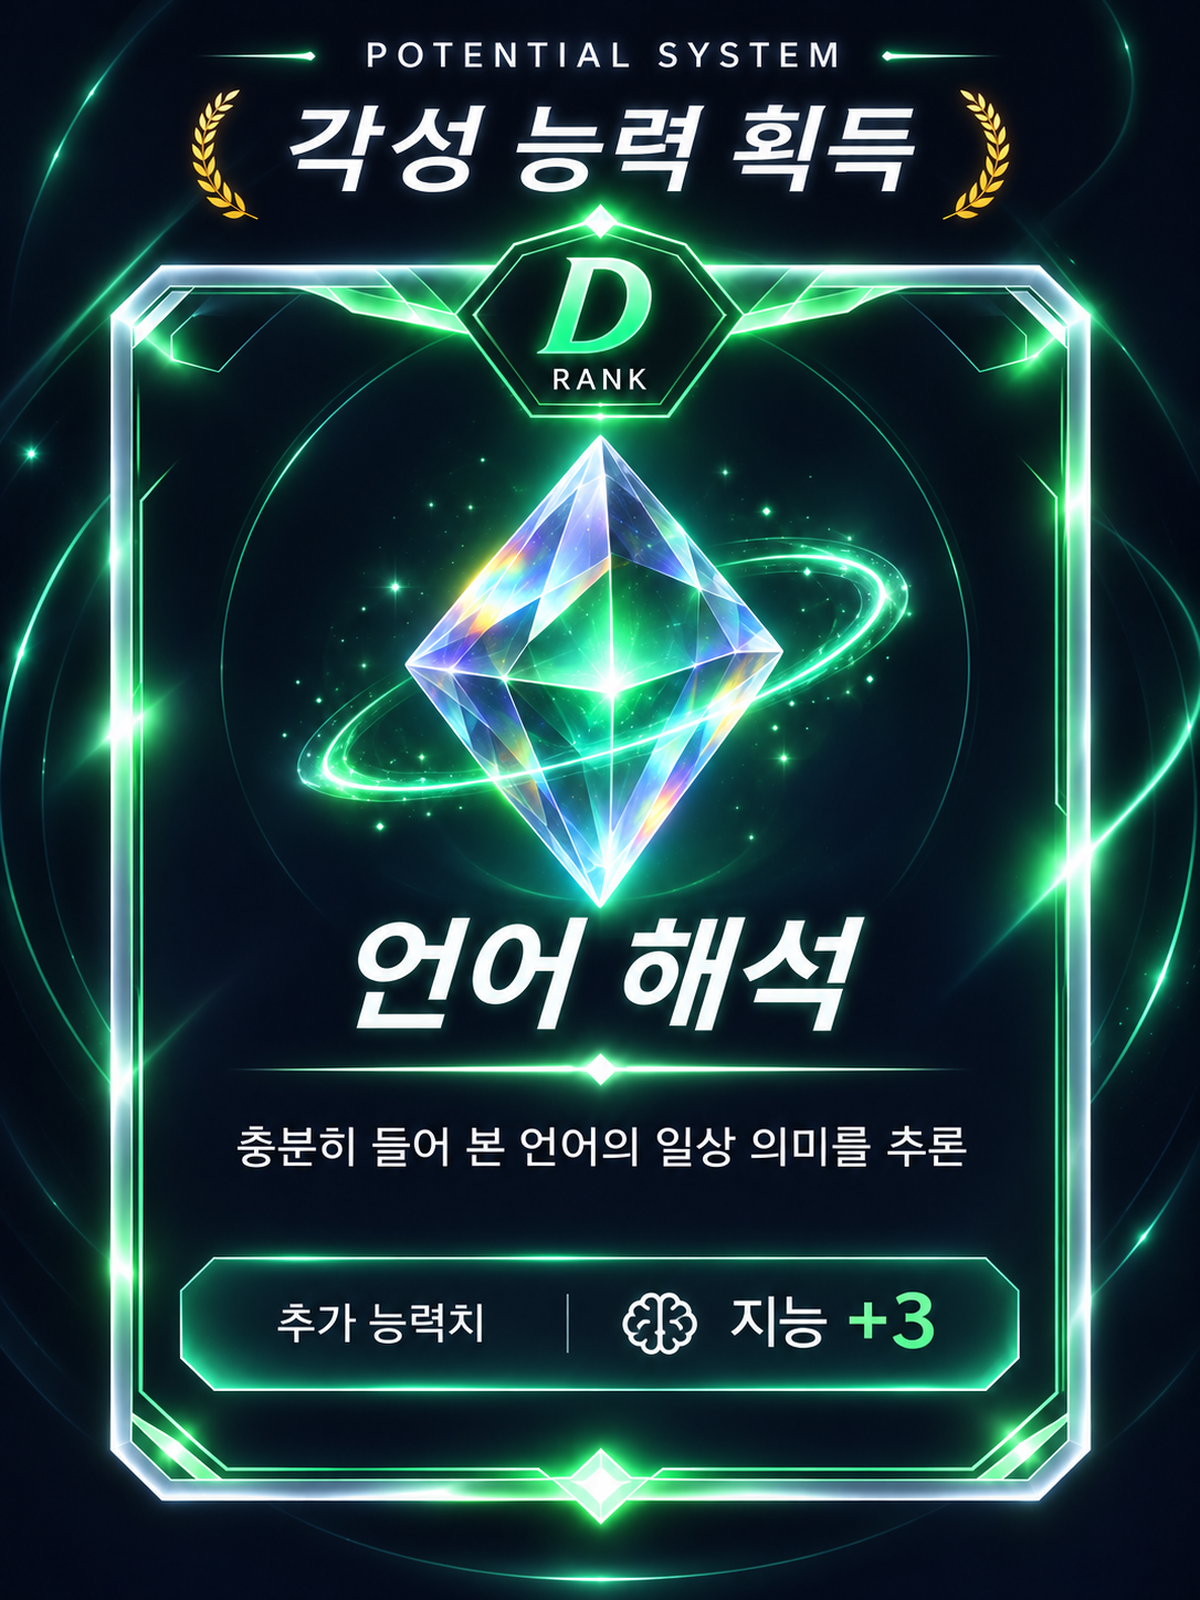 POTENTIAL SYSTEM
각성 능력 획득
D
RANK
언어 해석
충분히 들어 본 언어의 일상 의미를 추론
추가 능력치 지능 +3